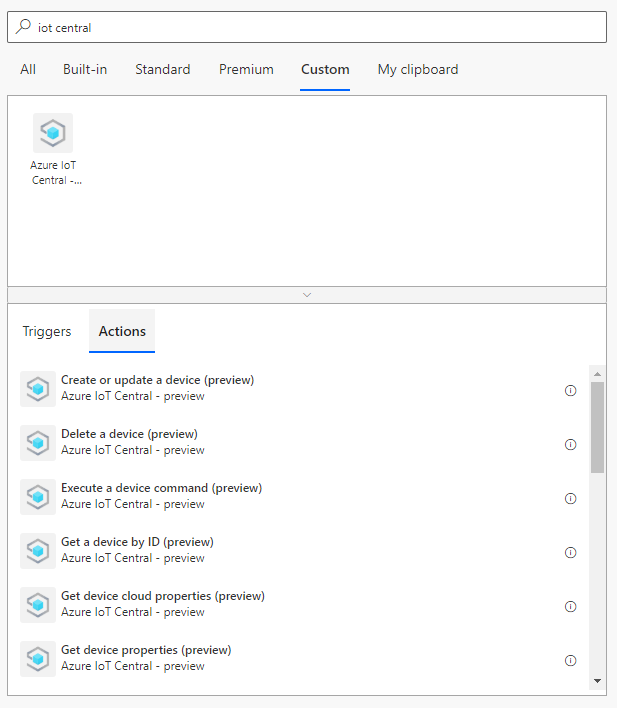 iot central
All Built-in Standard Premium Custom My clipboard
Azure IoT
Central -...
Triggers Actions
Create or update a device (preview)
Azure IoT Central - preview
Delete a device (preview)
Azure IoT Central - preview
Execute a device command (preview)
Azure IoT Central - preview
Get a device by ID (preview)
Azure IoT Central - preview
Get device cloud properties (preview)
Azure IoT Central - preview
Get device properties (preview)
Azure IoT Central - preview